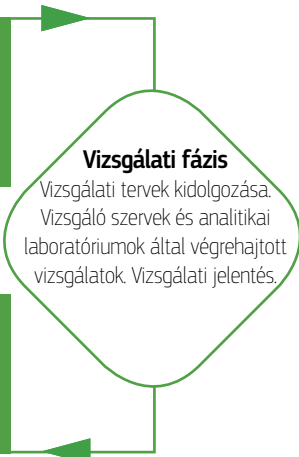 Vizsgálati fázis
Vizsgálati tervek kidolgozása.
Vizsgáló szervek és analitikai
laboratóriumok által végrehajtott
vizsgálatok. Vizsgálati jelentés.